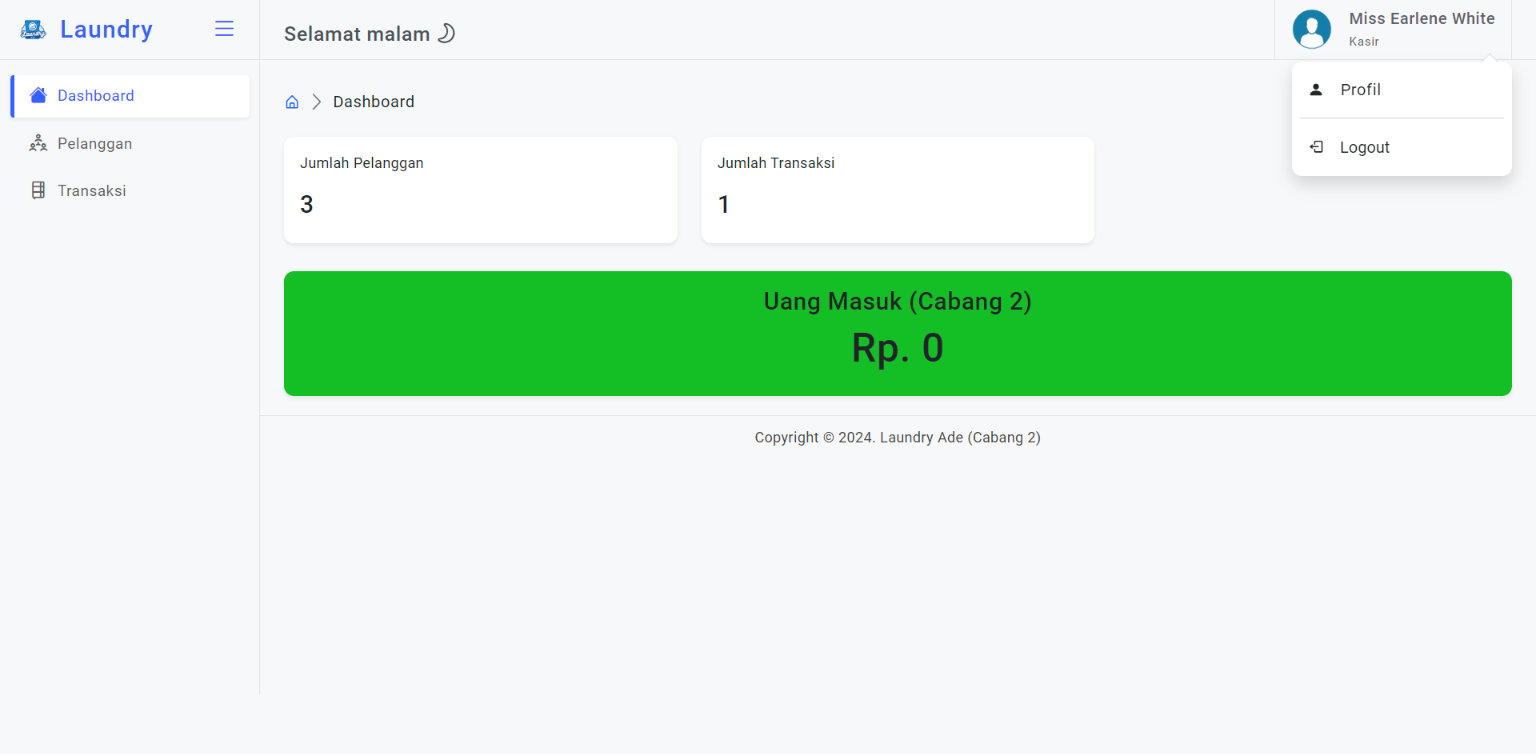 Laundry
Selamat malam
Miss Earlene White
Kasir
Profil
Logout
Dashboard
Pelanggan
Transaksi
Dashboard
Jumlah Pelanggan
3
Jumlah Transaksi
1
Uang Masuk (Cabang 2)
Rp. 0
Copyright © 2024. Laundry Ade (Cabang 2)